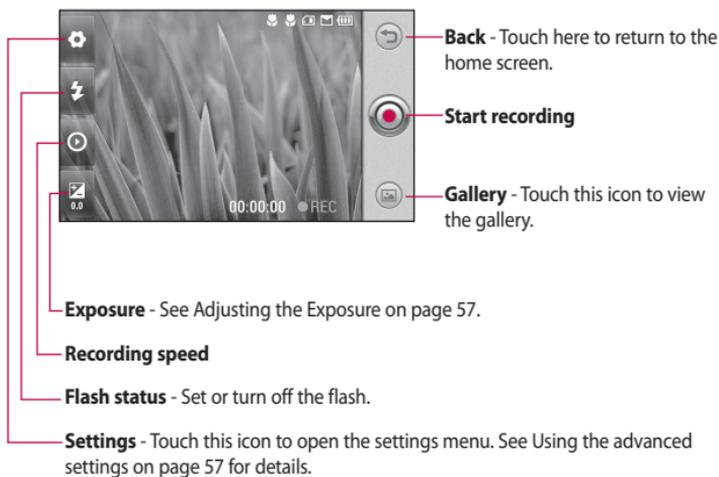 Back - Touch here to return to the
home screen.
Start recording
Gallery - Touch this icon to view
the gallery.
0.0
00:00:00 REC
Exposure - See Adjusting the Exposure on page 57.
Recording speed
Flash status - Set or turn off the flash.
Settings - Touch this icon to open the settings menu. See Using the advanced
settings on page 57 for details.